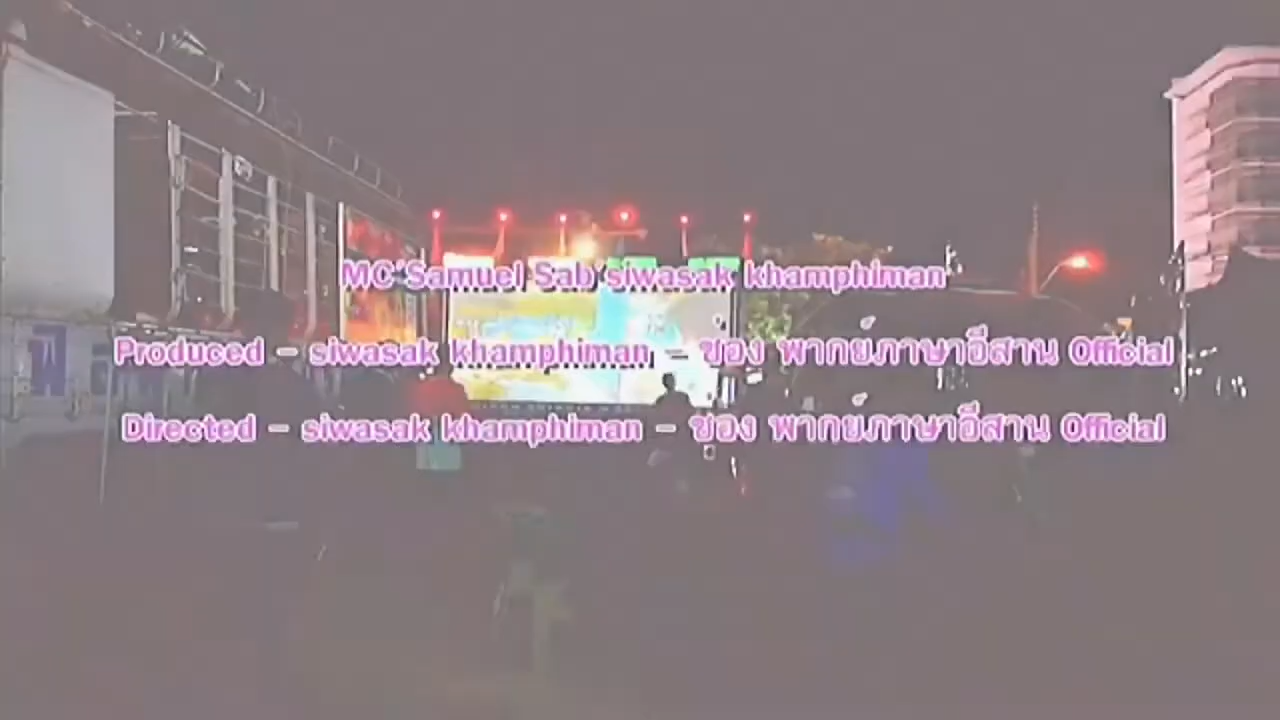 MC'Samuel Sab'siwasak khamphiman
Produced - siwasak khamphiman - ช่อง พากยภาษาอีสาน Official
Directed - siwasak khamphiman - ช่อง พากยภาษาอีสาน Official